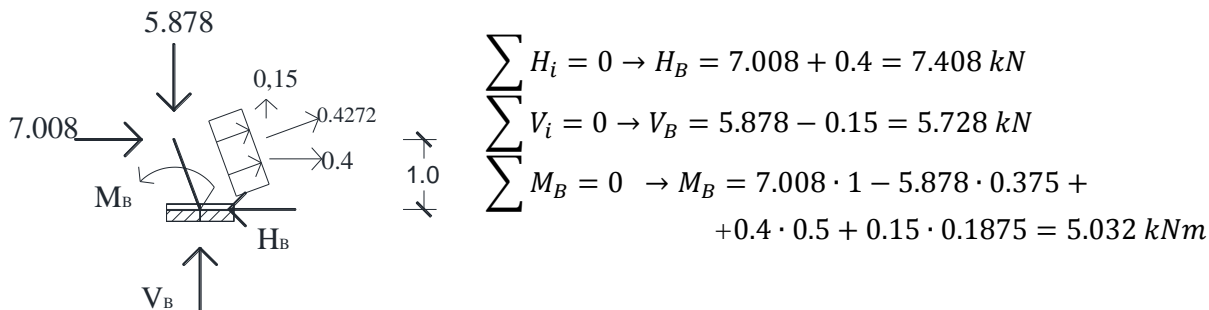 5.878
0,15
7.008
0.4272
0.4
1.0
M_B
H_B
V_B
∑ H_i = 0 → H_B = 7.008 + 0.4 = 7.408 kN
∑ V_i = 0 → V_B = 5.878 − 0.15 = 5.728 kN
∑ M_B = 0 → M_B = 7.008 · 1 − 5.878 · 0.375 +
+0.4 · 0.5 + 0.15 · 0.1875 = 5.032 kNm